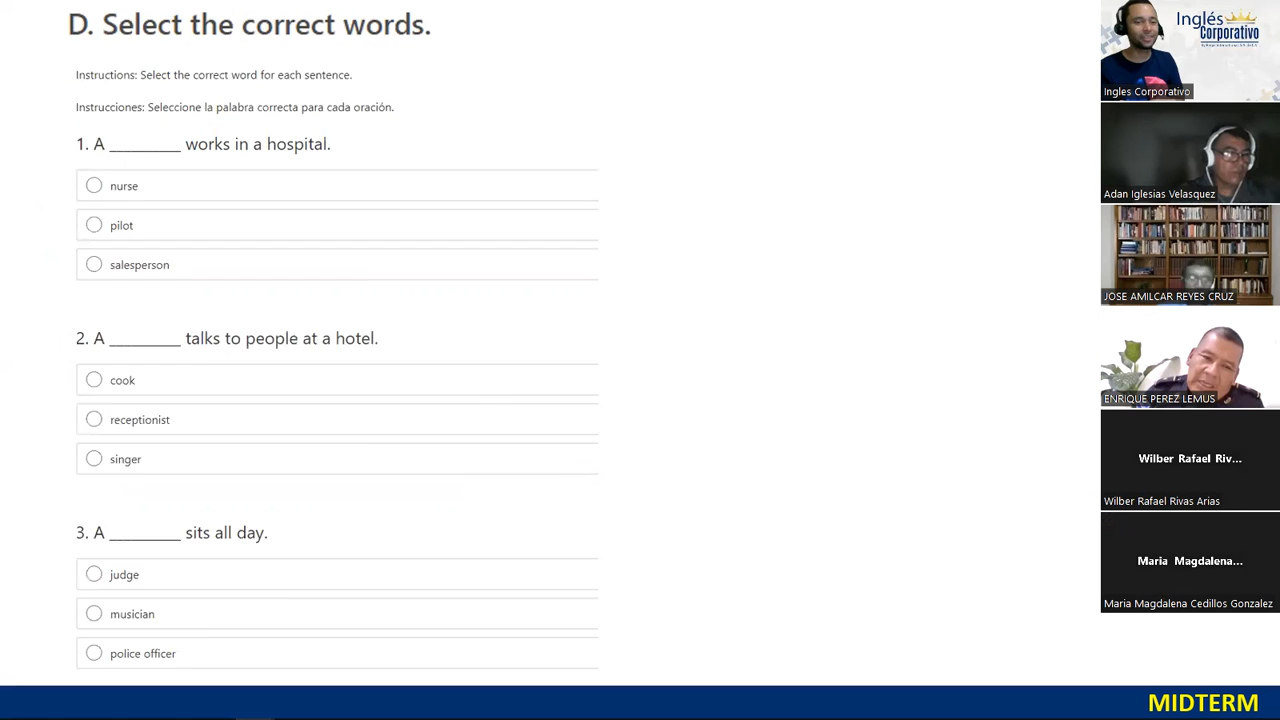 D. Select the correct words.
Instructions: Select the correct word for each sentence.
Instrucciones: Seleccione la palabra correcta para cada oración.
1. A _________ works in a hospital.
nurse
pilot
salesperson
2. A _________ talks to people at a hotel.
cook
receptionist
singer
3. A _________ sits all day.
judge
musician
police officer
MIDTERM
Inglés
Corporativo
Ingles Corporativo
Adan Iglesias Velasquez
JOSE AMILCAR REYES CRUZ
ENRIQUE PEREZ LEMUS
Wilber Rafael Riv...
Wilber Rafael Rivas Arias
Maria Magdalena...
Maria Magdalena Cedillos Gonzalez